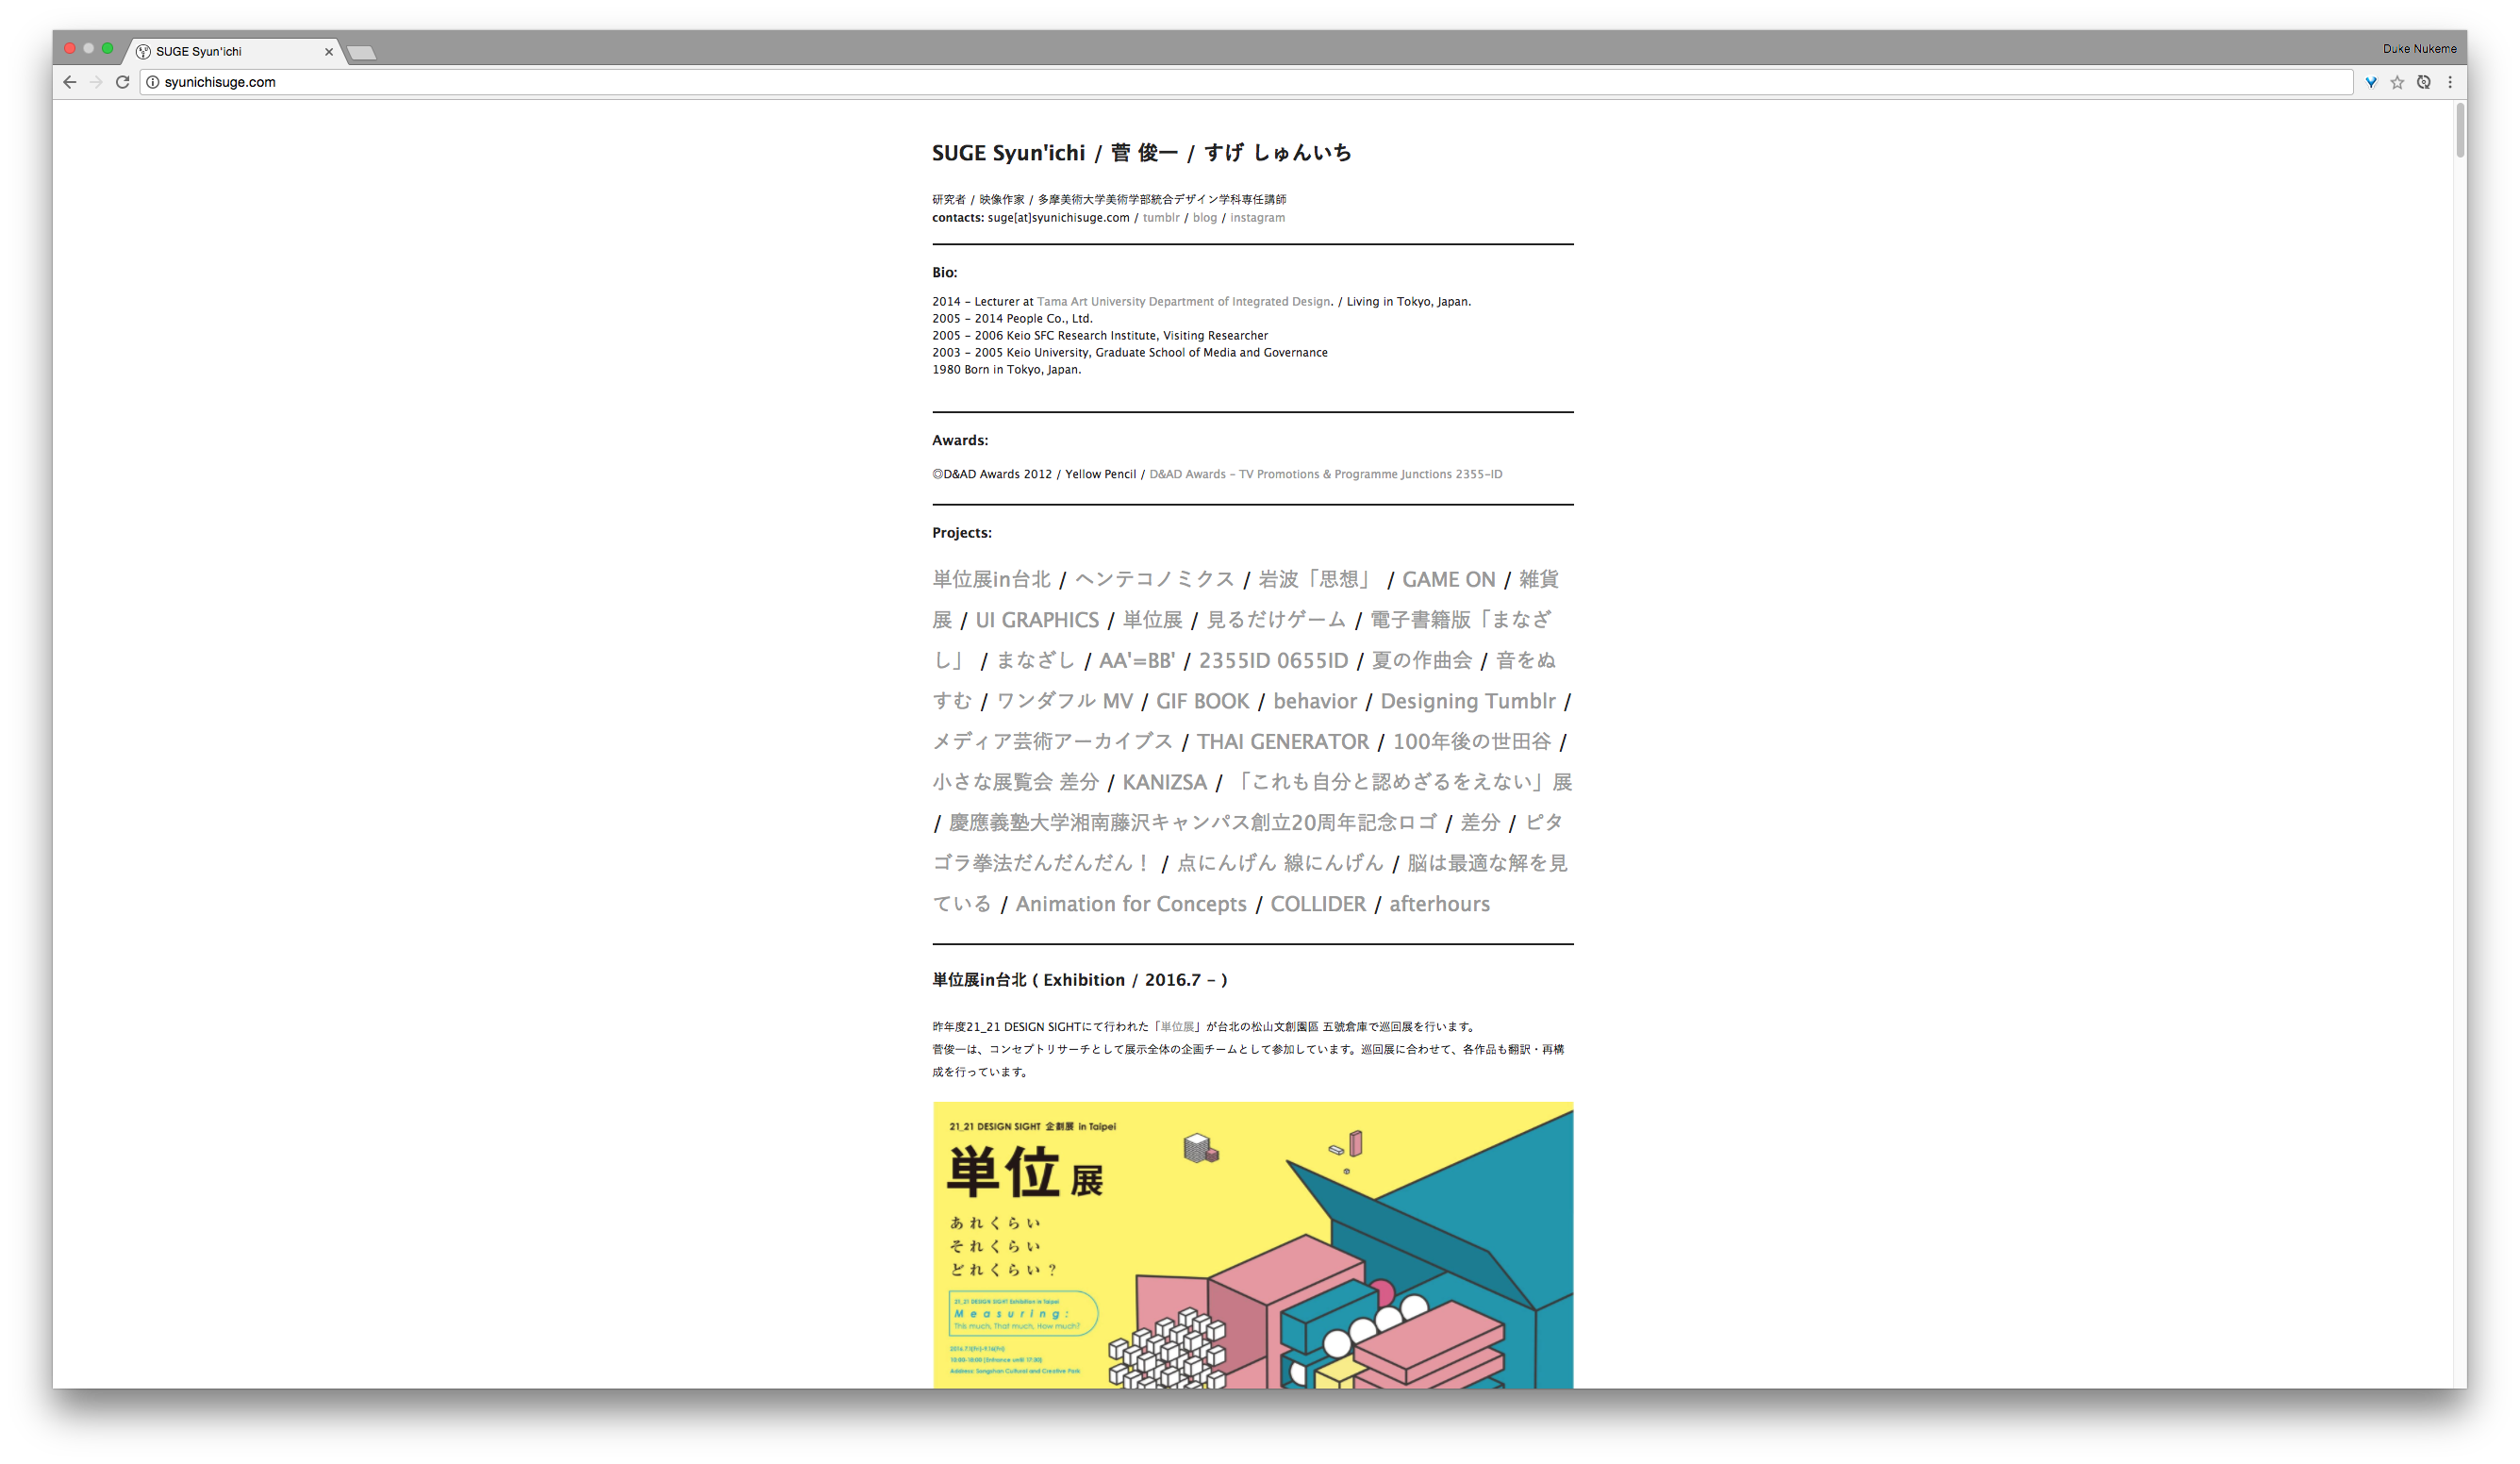 SUGE Syun'ichi
Duke Nukeme
syunichisuge.com
SUGE Syun'ichi / 菅 俊一 / すげ しゅんいち
研究者 / 映像作家 / 多摩美術大学美術学部統合デザイン学科専任講師
contacts: suge[at]syunichisuge.com / tumblr / blog / instagram
Bio:
2014 – Lecturer at Tama Art University Department of Integrated Design. / Living in Tokyo, Japan.
2005 – 2014 People Co., Ltd.
2005 – 2006 Keio SFC Research Institute, Visiting Researcher
2003 – 2005 Keio University, Graduate School of Media and Governance
1980 Born in Tokyo, Japan.
Awards:
◎D&AD Awards 2012 / Yellow Pencil / D&AD Awards – TV Promotions & Programme Junctions 2355-ID
Projects:
単位展in台北 / ヘンテコノミクス / 岩波「思想」 / GAME ON / 雑貨
展 / UI GRAPHICS / 単位展 / 見るだけゲーム / 電子書籍版「まなざ
し」 / まなざし / AA'=BB' / 2355ID 0655ID / 夏の作曲会 / 音をぬ
すむ / ワンダフル MV / GIF BOOK / behavior / Designing Tumblr /
メディア芸術アーカイブス / THAI GENERATOR / 100年後の世田谷 /
小さな展覧会 差分 / KANIZSA / 「これも自分と認めざるをえない」展
/ 慶應義塾大学湘南藤沢キャンパス創立20周年記念ロゴ / 差分 / ピタ
ゴラ拳法だんだんだん！ / 点にんげん 線にんげん / 脳は最適な解を見
ている / Animation for Concepts / COLLIDER / afterhours
単位展in台北 ( Exhibition / 2016.7 – )
昨年度21_21 DESIGN SIGHTにて行われた「単位展」が台北の松山文創園區 五號倉庫で巡回展を行います。
菅俊一は、コンセプトリサーチとして展示全体の企画チームとして参加しています。巡回展に合わせて、各作品も翻訳・再構
成を行っています。
21_21 DESIGN SIGHT 企劃展 in Taipei
単位展
あれくらい
それくらい
どれくらい？
21_21 DESIGN SIGHT Exhibition in Taipei
Measuring:
This much, That much, How much?
2016.7.1(Fri)-9.16(Fri)
10:00-18:00 (Entrance until 17:30)
Address: Songshan Cultural and Creative Park